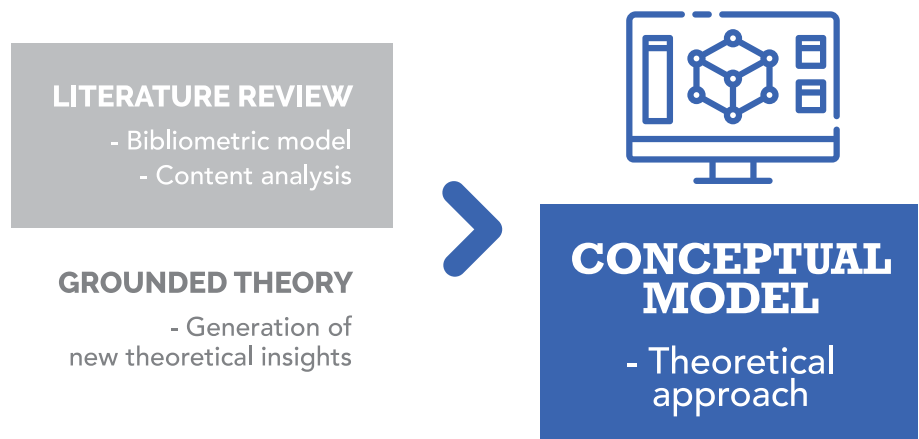 LITERATURE REVIEW
- Bibliometric model
- Content analysis
GROUNDED THEORY
- Generation of
new theoretical insights
CONCEPTUAL
MODEL
- Theoretical
approach